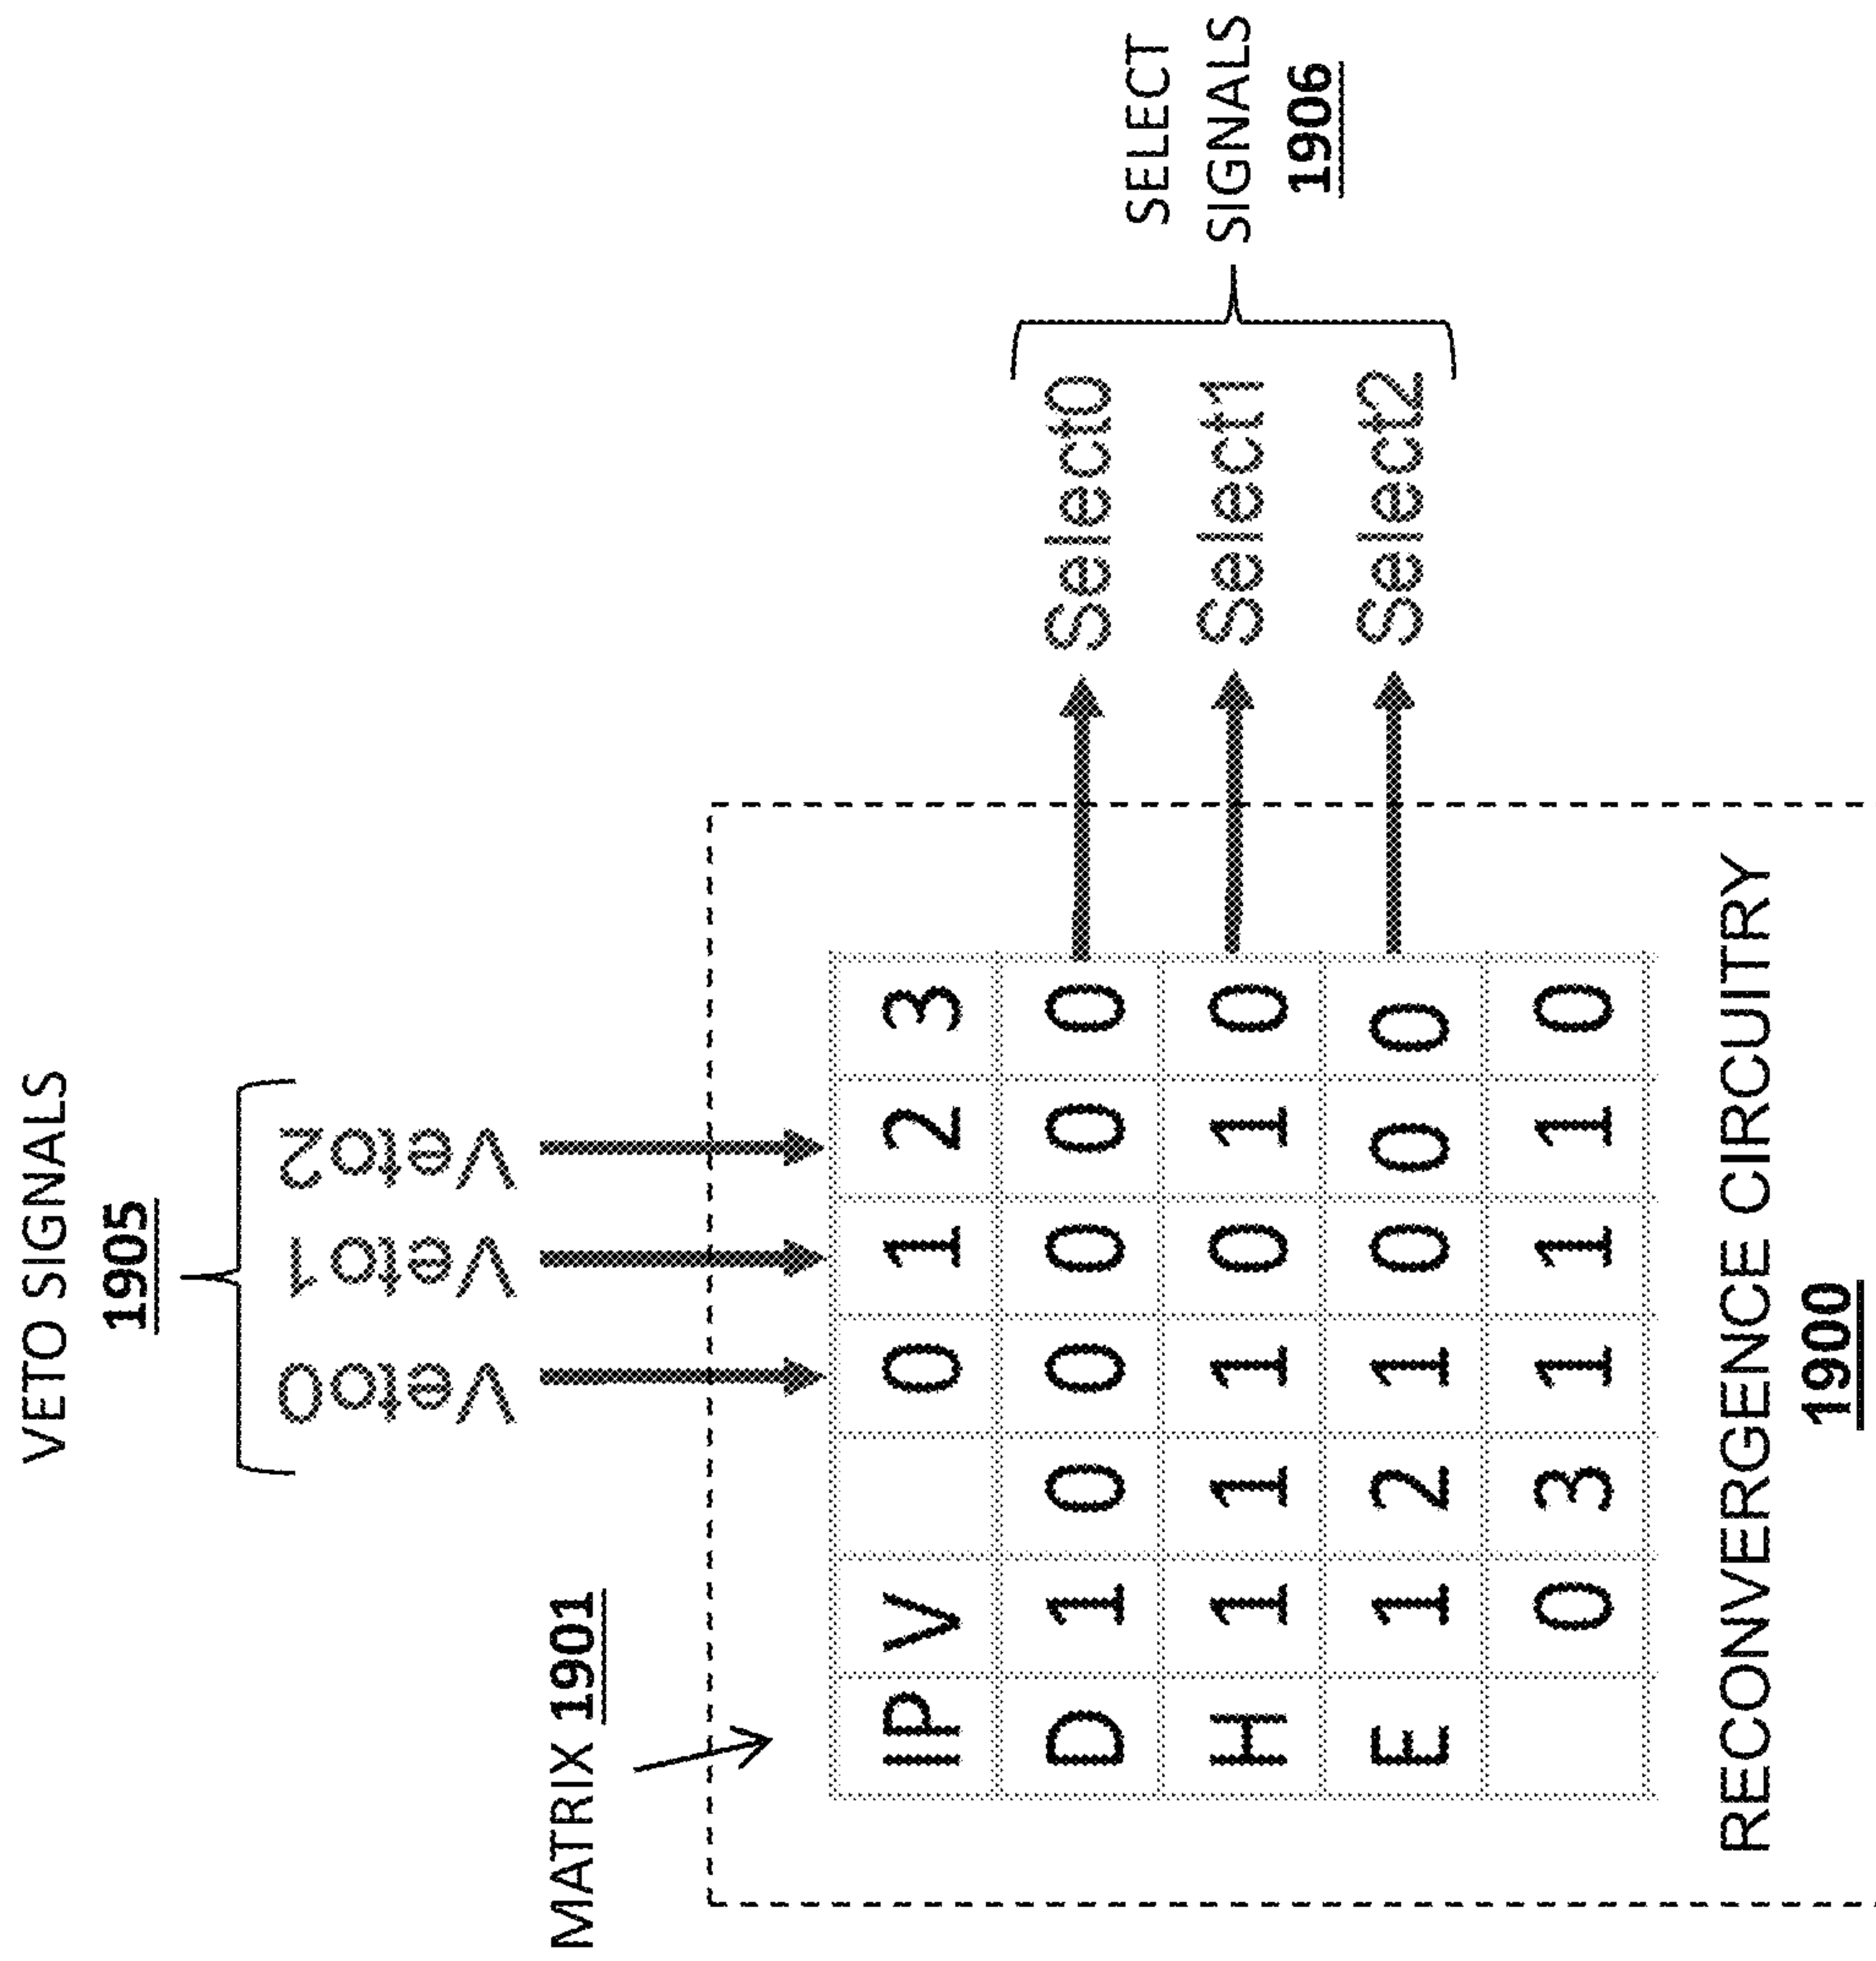 VETO SIGNALS
1905
Veto0
Veto1
Veto2
MATRIX 1901
IP V 0 1 2 3
D 1 0 0 0 0 0
H 1 1 1 0 1 0
E 1 2 1 0 0 0
0 3 1 1 1 0
Select0
Select1
Select2
SELECT
SIGNALS
1906
RECONVERGENCE CIRCUITRY
1900